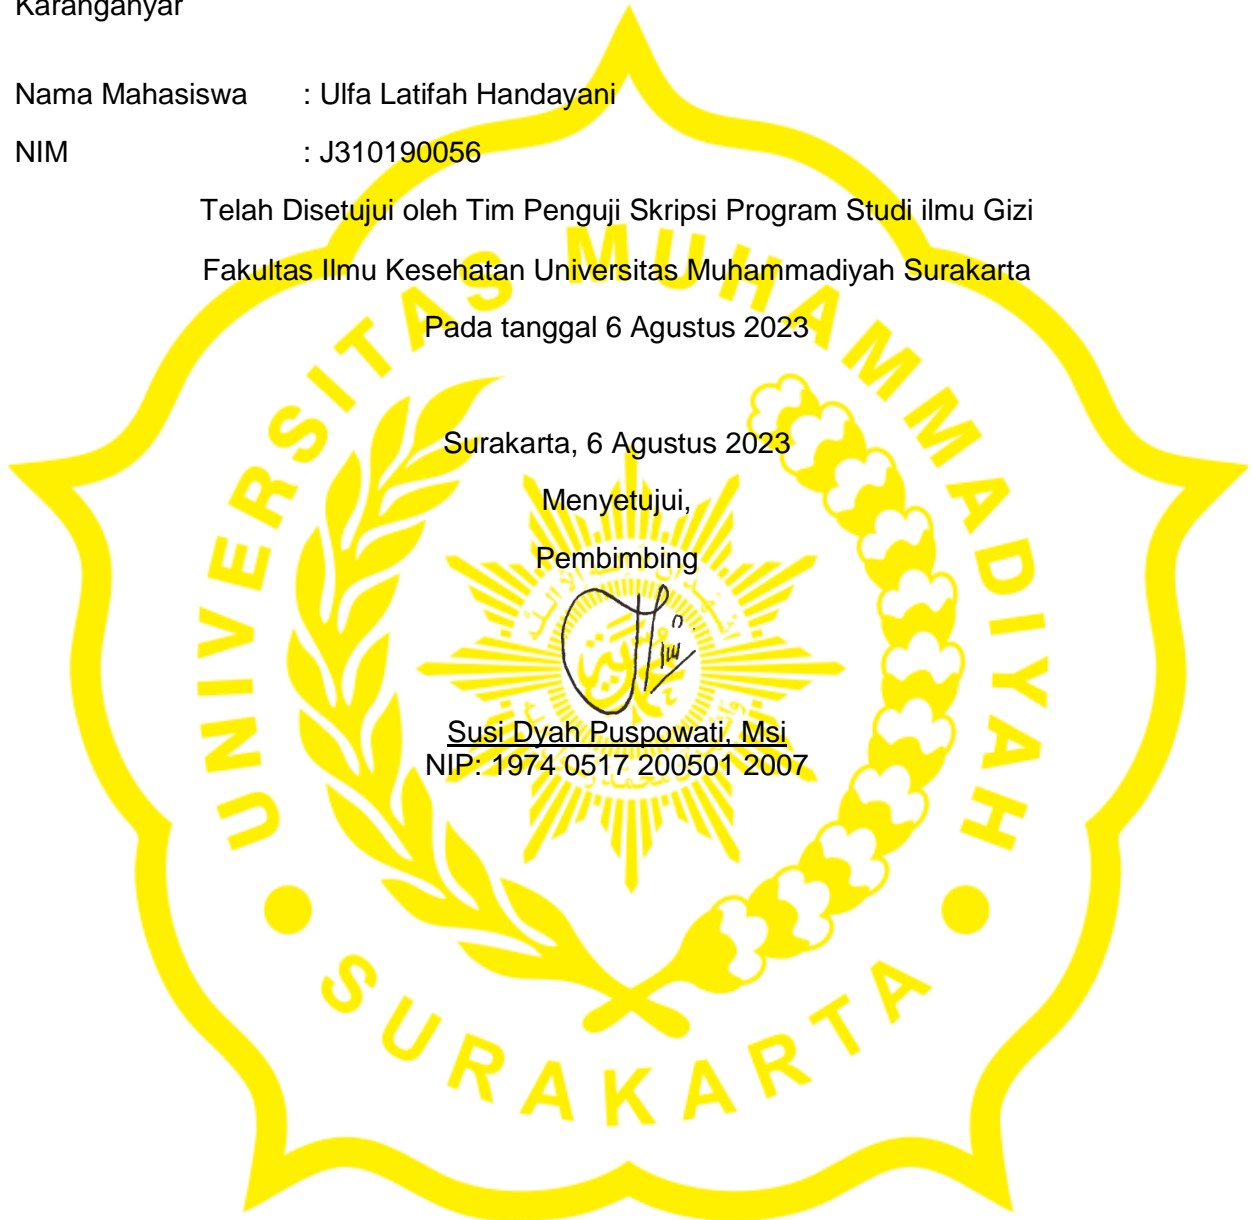 Karanganyar
Nama Mahasiswa : Ulfa Latifah Handayani
NIM : J310190056
Telah Disetujui oleh Tim Penguji Skripsi Program Studi ilmu Gizi
Fakultas Ilmu Kesehatan Universitas Muhammadiyah Surakarta
Pada tanggal 6 Agustus 2023
Surakarta, 6 Agustus 2023
Menyetujui,
Pembimbing
Susi Dyah Puspowati, Msi
NIP: 1974 0517 200501 2007
UNIVERSITAS MUHAMMADIYAH
SURAKARTA